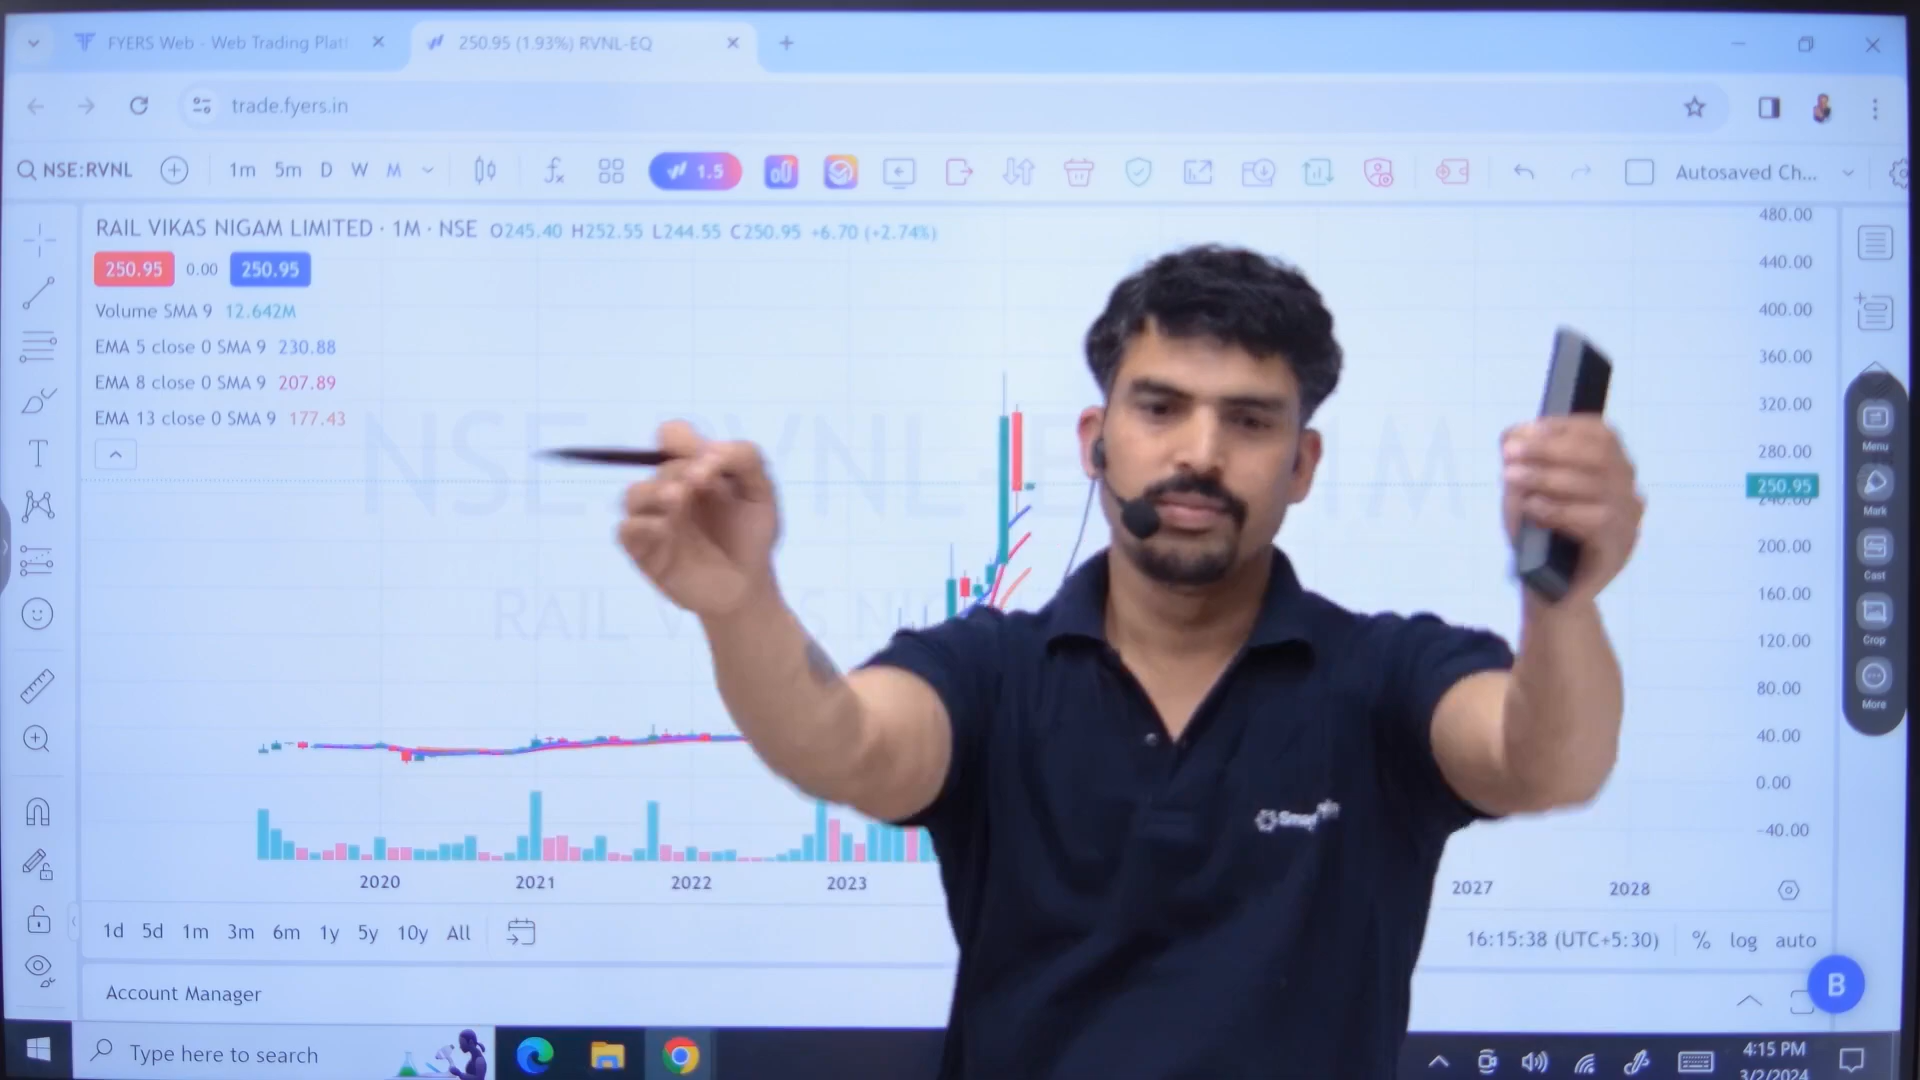 FYERS Web - Web Trading Plat
250.95 (1.93%) RVNL-EQ
trade.fyers.in
NSE:RVNL 1m 5m D W M 1.5 Autosaved Ch...
RAIL VIKAS NIGAM LIMITED · 1M · NSE O245.40 H252.55 L244.55 C250.95 +6.70 (+2.74%)
250.95 0.00 250.95
Volume SMA 9 12.642M
EMA 5 close 0 SMA 9 230.88
EMA 8 close 0 SMA 9 207.89
EMA 13 close 0 SMA 9 177.43
480.00
440.00
400.00
360.00
320.00
280.00
250.95
240.00
200.00
160.00
120.00
80.00
40.00
0.00
-40.00
Menu
Mark
Cast
Crop
More
2020 2021 2022 2023 2027 2028
1d 5d 1m 3m 6m 1y 5y 10y All 16:15:38 (UTC+5:30) % log auto
Account Manager
B
Type here to search
4:15 PM
3/2/2024